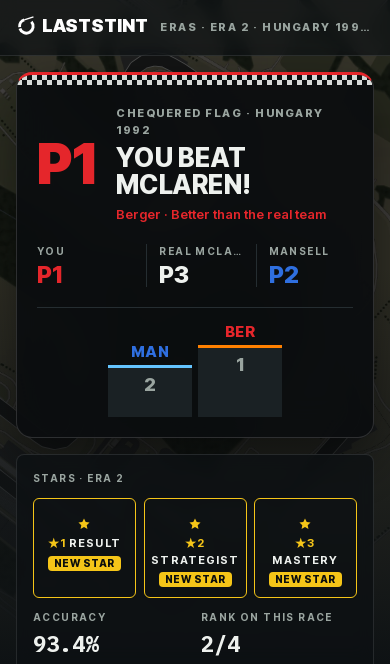 LASTSTINT
ERAS · ERA 2 · HUNGARY 199…
CHEQUERED FLAG · HUNGARY
1992
P1
YOU BEAT
MCLAREN!
Berger · Better than the real team
YOU
REAL MCLA…
MANSELL
P1
P3
P2
BER
MAN
1
2
STARS · ERA 2
★1 RESULT
NEW STAR
★2
STRATEGIST
NEW STAR
★3
MASTERY
NEW STAR
ACCURACY
RANK ON THIS RACE
93.4%
2/4